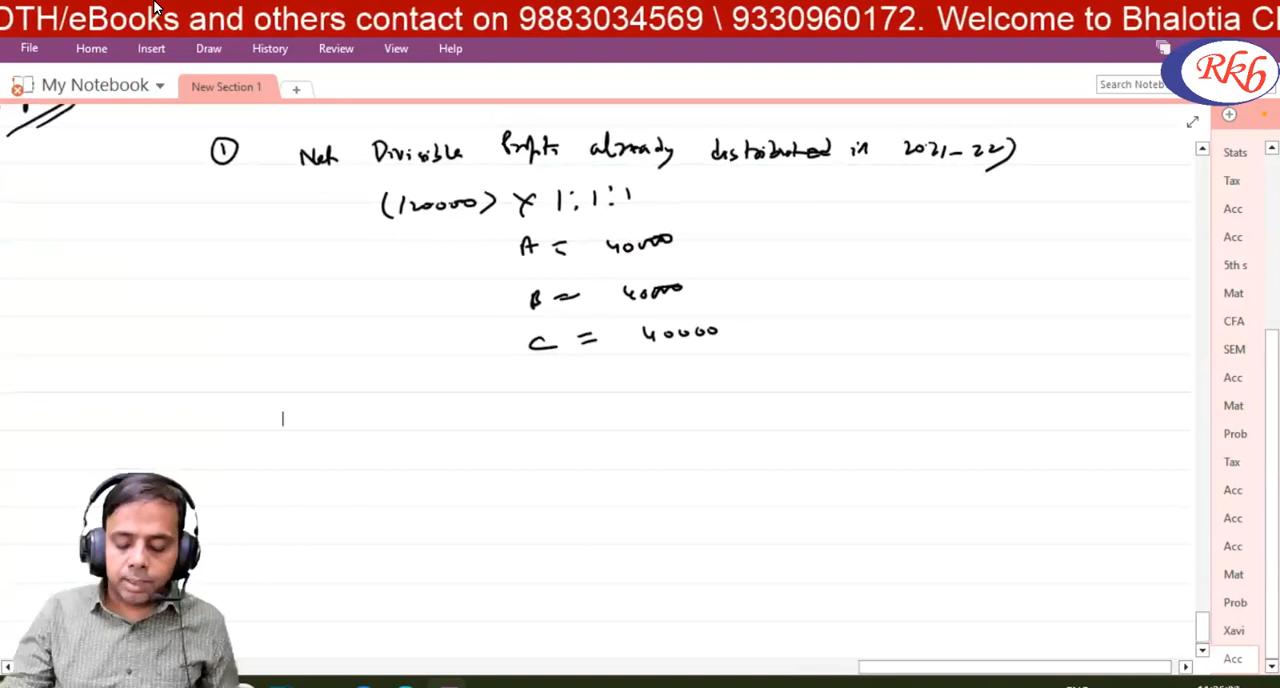 OTH/eBooks and others contact on 9883034569 \ 9330960172. Welcome to Bhalotia Cl
File Home Insert Draw History Review View Help
Rkb
My Notebook New Section 1 + Search Noteb
① Net Divisible Profits already distributed in 2021-22)
(120000) X 1:1:1
A = 40000
B = 40000
C = 40000
Stats
Tax
Acc
Acc
5th s
Mat
CFA
SEM
Acc
Mat
Prob
Tax
Acc
Acc
Acc
Mat
Prob
Xavi
Acc